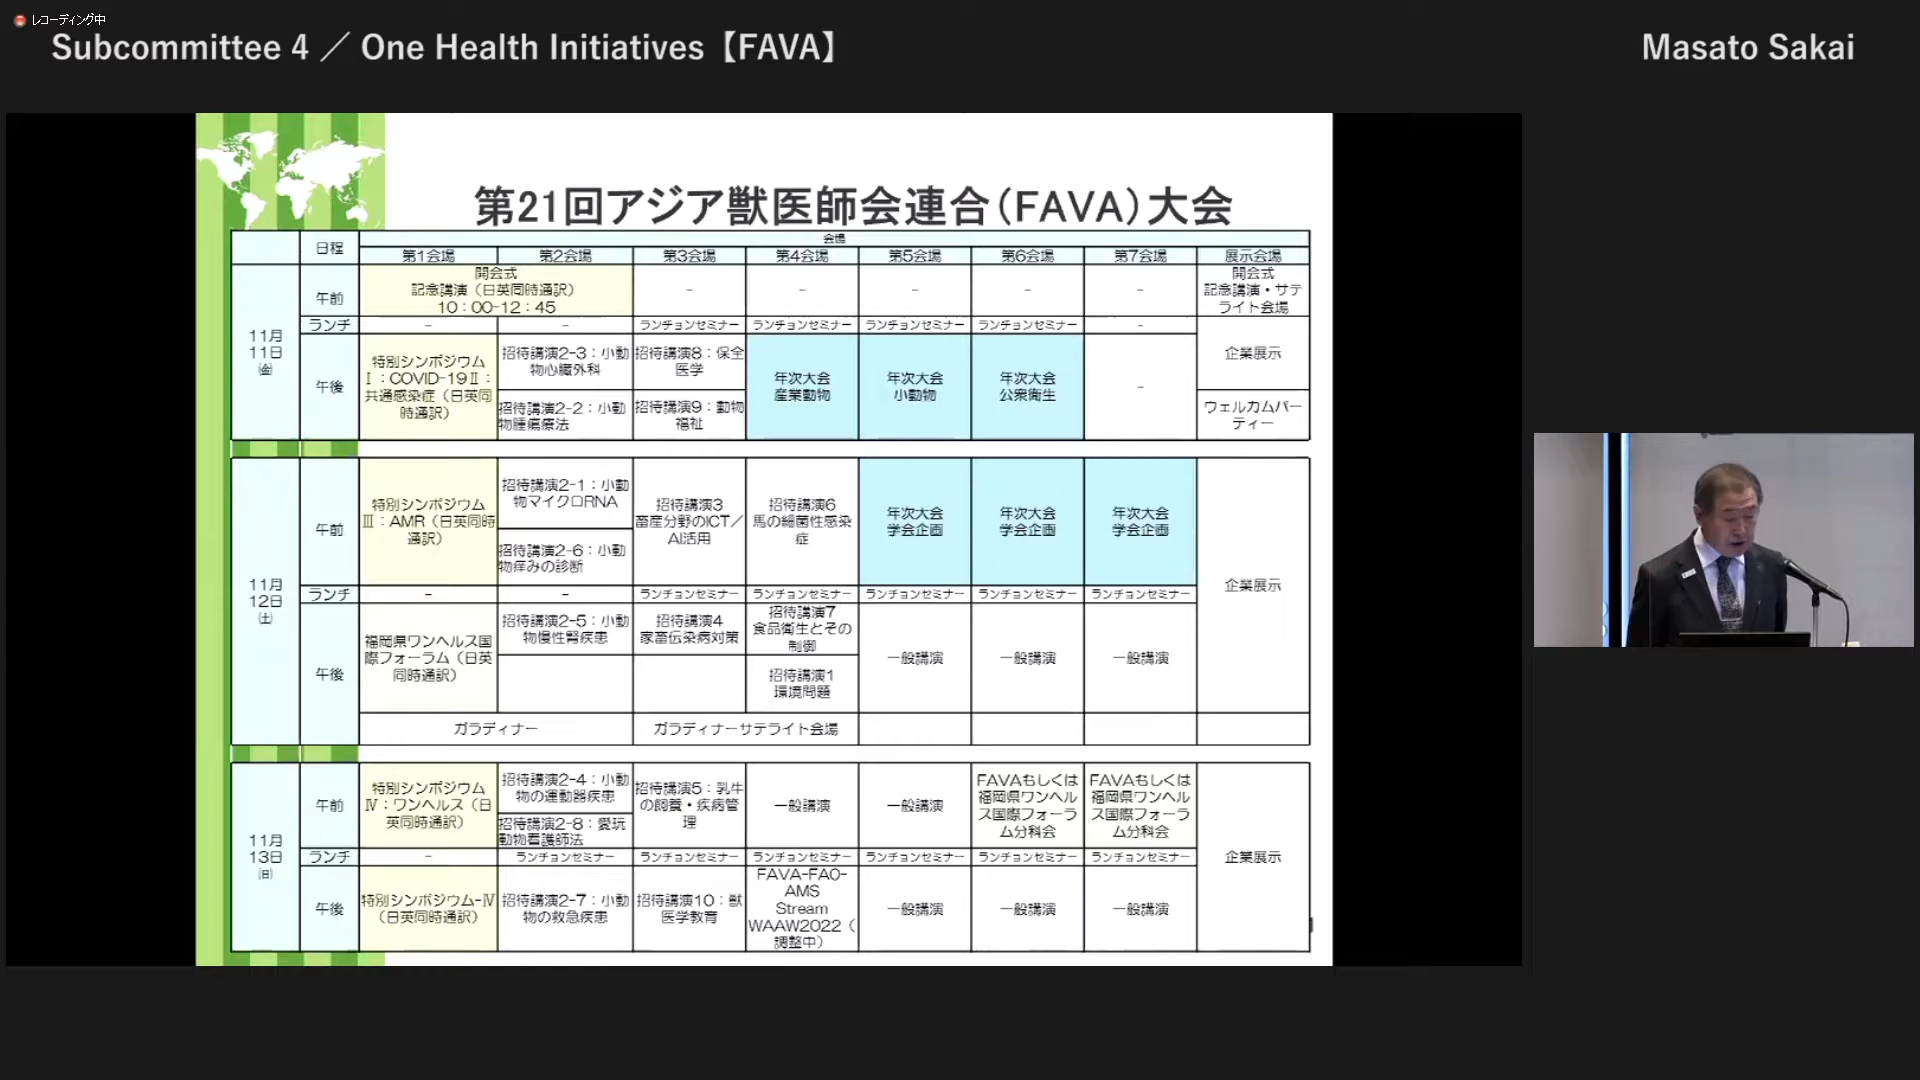 レコーディング中
Subcommittee 4 ／ One Health Initiatives【FAVA】
Masato Sakai
第21回アジア獣医師会連合（FAVA）大会
日程
会場
第1会場
第2会場
第3会場
第4会場
第5会場
第6会場
第7会場
展示会場
11月
11日
(金)
午前
開会式
記念講演（日英同時通訳）
10：00-12：45
-
-
-
-
-
開会式
記念講演・サテ
ライト会場
ランチ
-
-
ランチョンセミナー
ランチョンセミナー
ランチョンセミナー
ランチョンセミナー
-
企業展示
午後
特別シンポジウム
Ⅰ：COVID-19Ⅱ：
共通感染症（日英同
時通訳）
招待講演2-3：小動
物心臓外科
招待講演2-2：小動
物腫瘍療法
招待講演8：保全
医学
招待講演9：動物
福祉
年次大会
産業動物
年次大会
小動物
年次大会
公衆衛生
-
ウェルカムパー
ティー
11月
12日
(土)
午前
特別シンポジウム
Ⅲ：AMR（日英同時
通訳）
招待講演2-1：小動
物マイクロRNA
招待講演2-6：小動
物痒みの診断
招待講演3
畜産分野のICT／
AI活用
招待講演6
馬の細菌性感染
症
年次大会
学会企画
年次大会
学会企画
年次大会
学会企画
企業展示
ランチ
-
-
ランチョンセミナー
ランチョンセミナー
ランチョンセミナー
ランチョンセミナー
ランチョンセミナー
午後
福岡県ワンヘルス国
際フォーラム（日英
同時通訳）
招待講演2-5：小動
物慢性腎疾患
招待講演4
家畜伝染病対策
招待講演7
食品衛生とその
制御
招待講演1
環境問題
一般講演
一般講演
一般講演
ガラディナー
ガラディナーサテライト会場
11月
13日
(日)
午前
特別シンポジウム
Ⅳ：ワンヘルス（日
英同時通訳）
招待講演2-4：小動
物の運動器疾患
招待講演2-8：愛玩
動物看護師法
招待講演5：乳牛
の飼養・疾病管
理
一般講演
一般講演
FAVAもしくは
福岡県ワンヘル
ス国際フォーラ
ム分科会
FAVAもしくは
福岡県ワンヘル
ス国際フォーラ
ム分科会
企業展示
ランチ
-
ランチョンセミナー
ランチョンセミナー
ランチョンセミナー
ランチョンセミナー
ランチョンセミナー
ランチョンセミナー
午後
特別シンポジウム-Ⅳ
（日英同時通訳）
招待講演2-7：小動
物の救急疾患
招待講演10：獣
医学教育
FAVA-FAO-
AMS
Stream
WAAW2022（
調整中）
一般講演
一般講演
一般講演